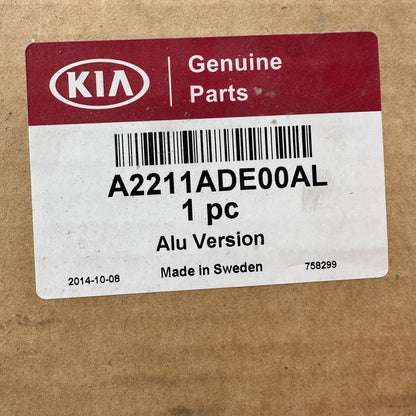 KIA
Genuine
Parts
A2211ADE00AL
1 pc
Alu Version
2014-10-08
Made in Sweden
758299